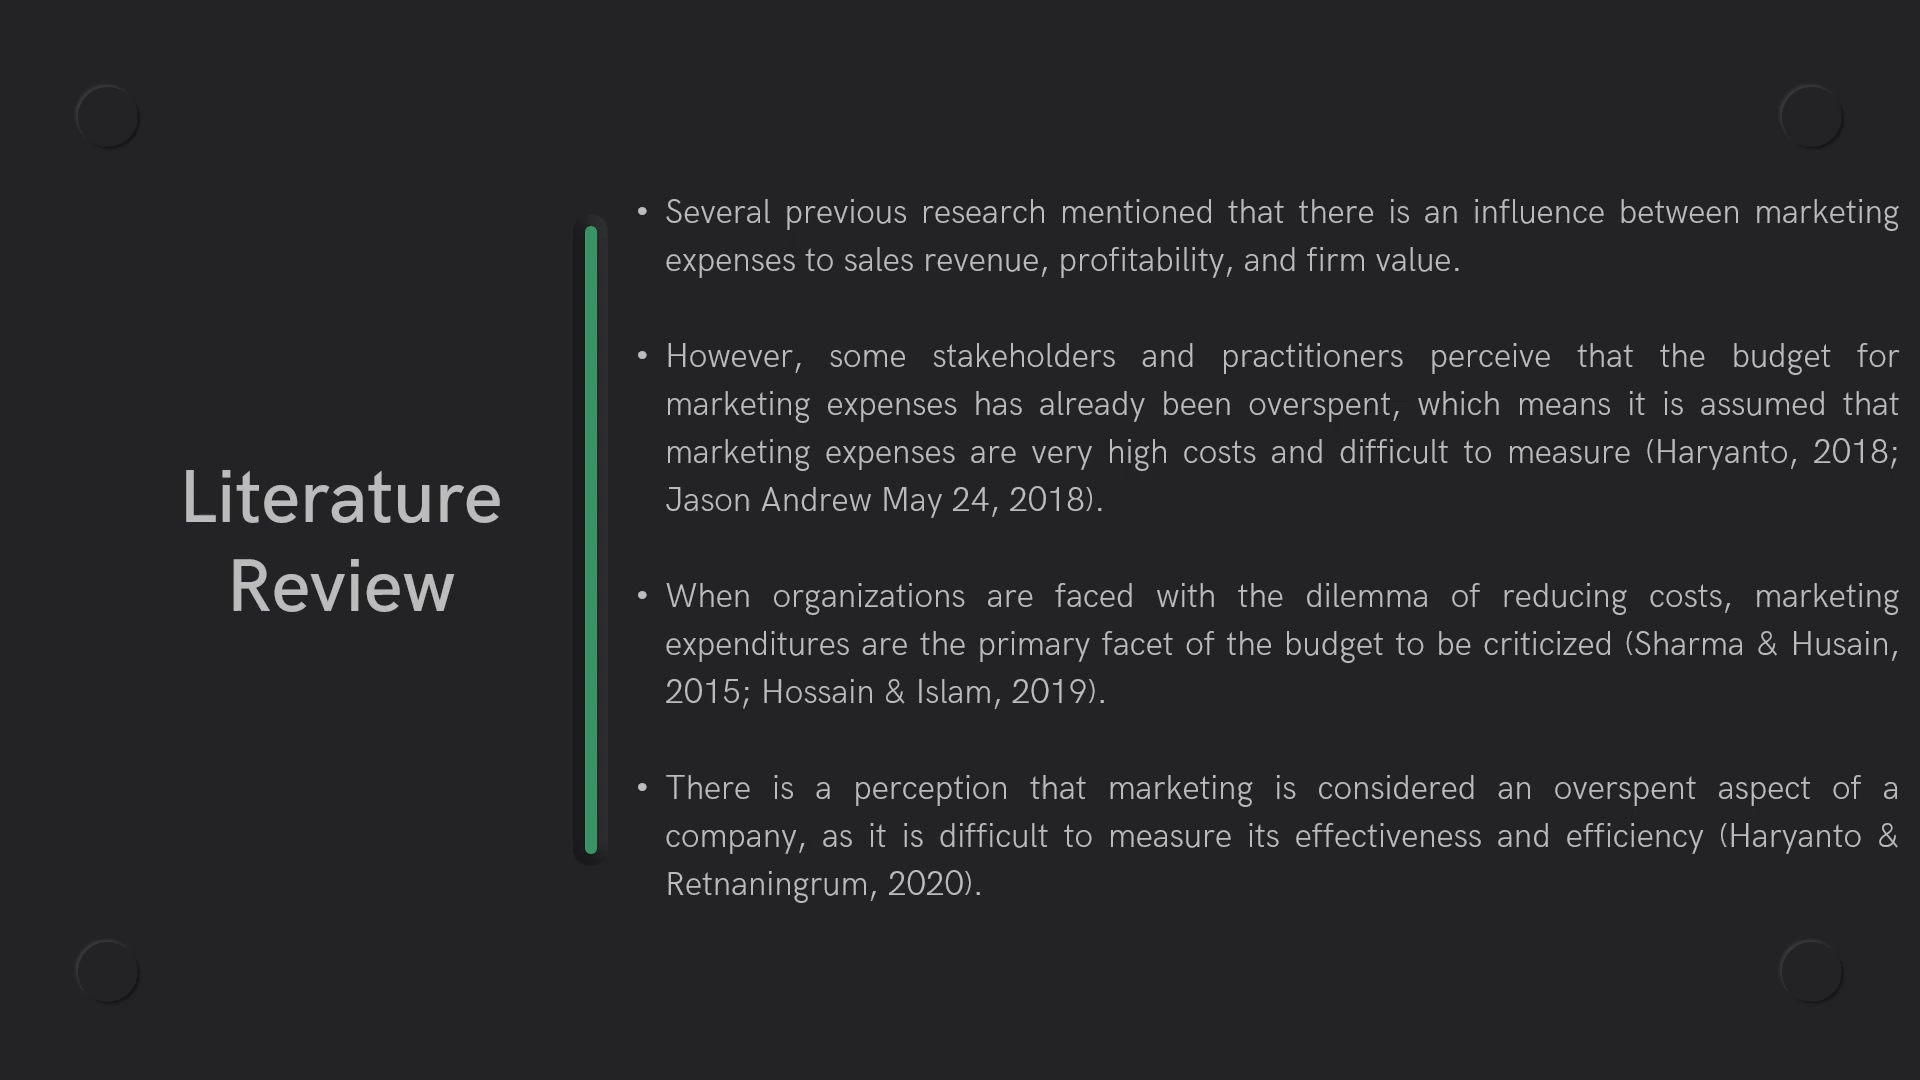 Literature
Review
• Several previous research mentioned that there is an influence between marketing
expenses to sales revenue, profitability, and firm value.
• However, some stakeholders and practitioners perceive that the budget for
marketing expenses has already been overspent, which means it is assumed that
marketing expenses are very high costs and difficult to measure (Haryanto, 2018;
Jason Andrew May 24, 2018).
• When organizations are faced with the dilemma of reducing costs, marketing
expenditures are the primary facet of the budget to be criticized (Sharma & Husain,
2015; Hossain & Islam, 2019).
• There is a perception that marketing is considered an overspent aspect of a
company, as it is difficult to measure its effectiveness and efficiency (Haryanto &
Retnaningrum, 2020).